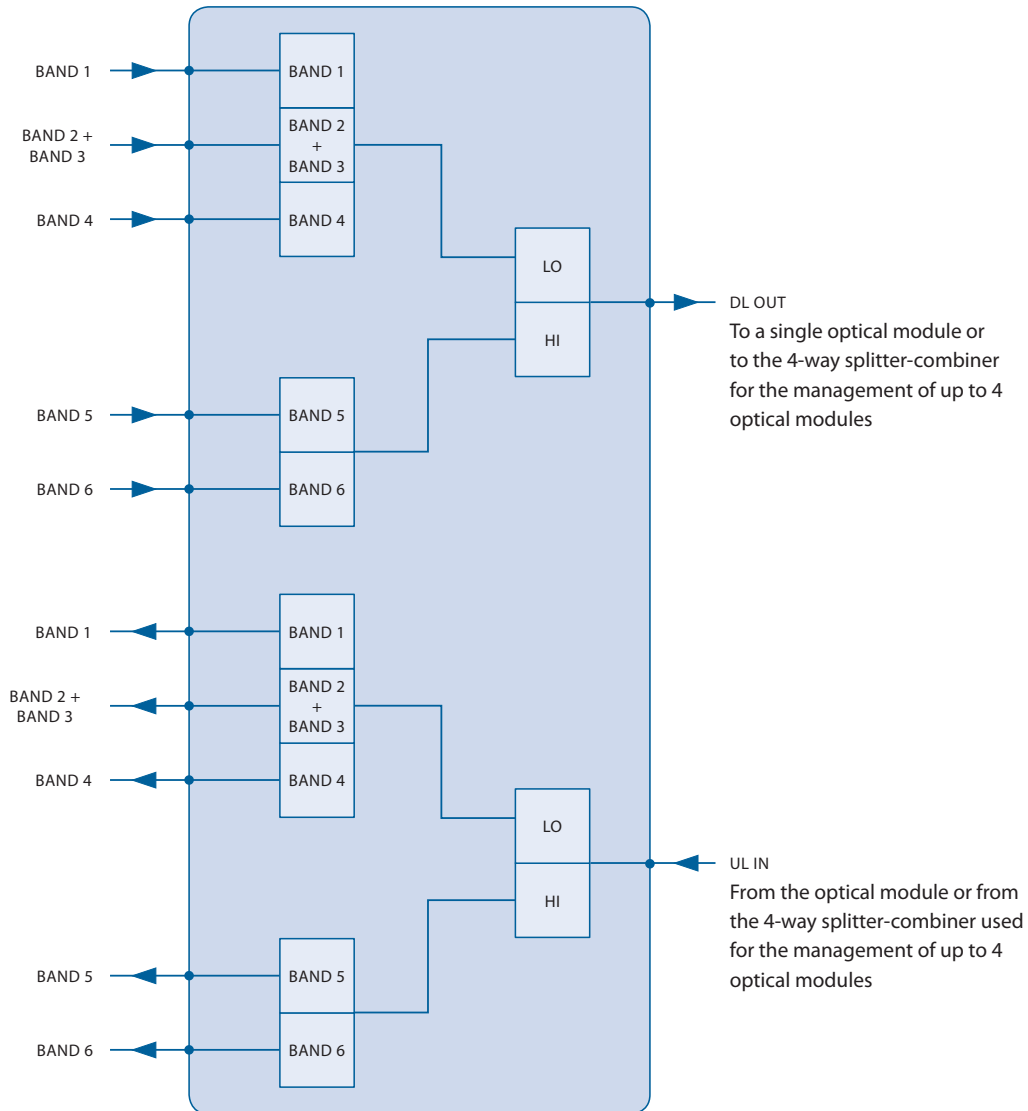 BAND 1
BAND 1
BAND 2 +
BAND 3
BAND 2
+
BAND 3
BAND 4
BAND 4
LO
HI
DL OUT
To a single optical module or
to the 4-way splitter-combiner
for the management of up to 4
optical modules
BAND 5
BAND 5
BAND 6
BAND 6
BAND 1
BAND 1
BAND 2 +
BAND 3
BAND 2
+
BAND 3
BAND 4
BAND 4
LO
HI
UL IN
From the optical module or from
the 4-way splitter-combiner used
for the management of up to 4
optical modules
BAND 5
BAND 5
BAND 6
BAND 6